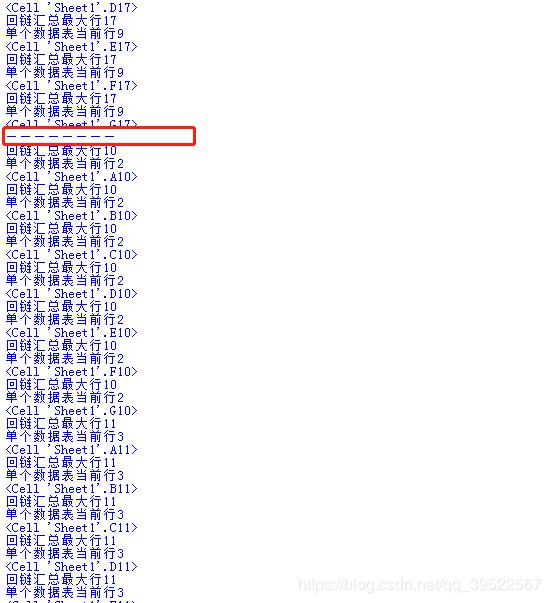 <Cell 'Sheet1'.D17>
回链汇总最大行17
单个数据表当前行9
<Cell 'Sheet1'.E17>
回链汇总最大行17
单个数据表当前行9
<Cell 'Sheet1'.F17>
回链汇总最大行17
单个数据表当前行9
<Cell 'Sheet1'.G17>
－－－－－－－－
回链汇总最大行10
单个数据表当前行2
<Cell 'Sheet1'.A10>
回链汇总最大行10
单个数据表当前行2
<Cell 'Sheet1'.B10>
回链汇总最大行10
单个数据表当前行2
<Cell 'Sheet1'.C10>
回链汇总最大行10
单个数据表当前行2
<Cell 'Sheet1'.D10>
回链汇总最大行10
单个数据表当前行2
<Cell 'Sheet1'.E10>
回链汇总最大行10
单个数据表当前行2
<Cell 'Sheet1'.F10>
回链汇总最大行10
单个数据表当前行2
<Cell 'Sheet1'.G10>
回链汇总最大行11
单个数据表当前行3
<Cell 'Sheet1'.A11>
回链汇总最大行11
单个数据表当前行3
<Cell 'Sheet1'.B11>
回链汇总最大行11
单个数据表当前行3
<Cell 'Sheet1'.C11>
回链汇总最大行11
单个数据表当前行3
<Cell 'Sheet1'.D11>
回链汇总最大行11
单个数据表当前行3
<Cell 'Sheet1'.E11>
https://blog.csdn.net/qq_39522567